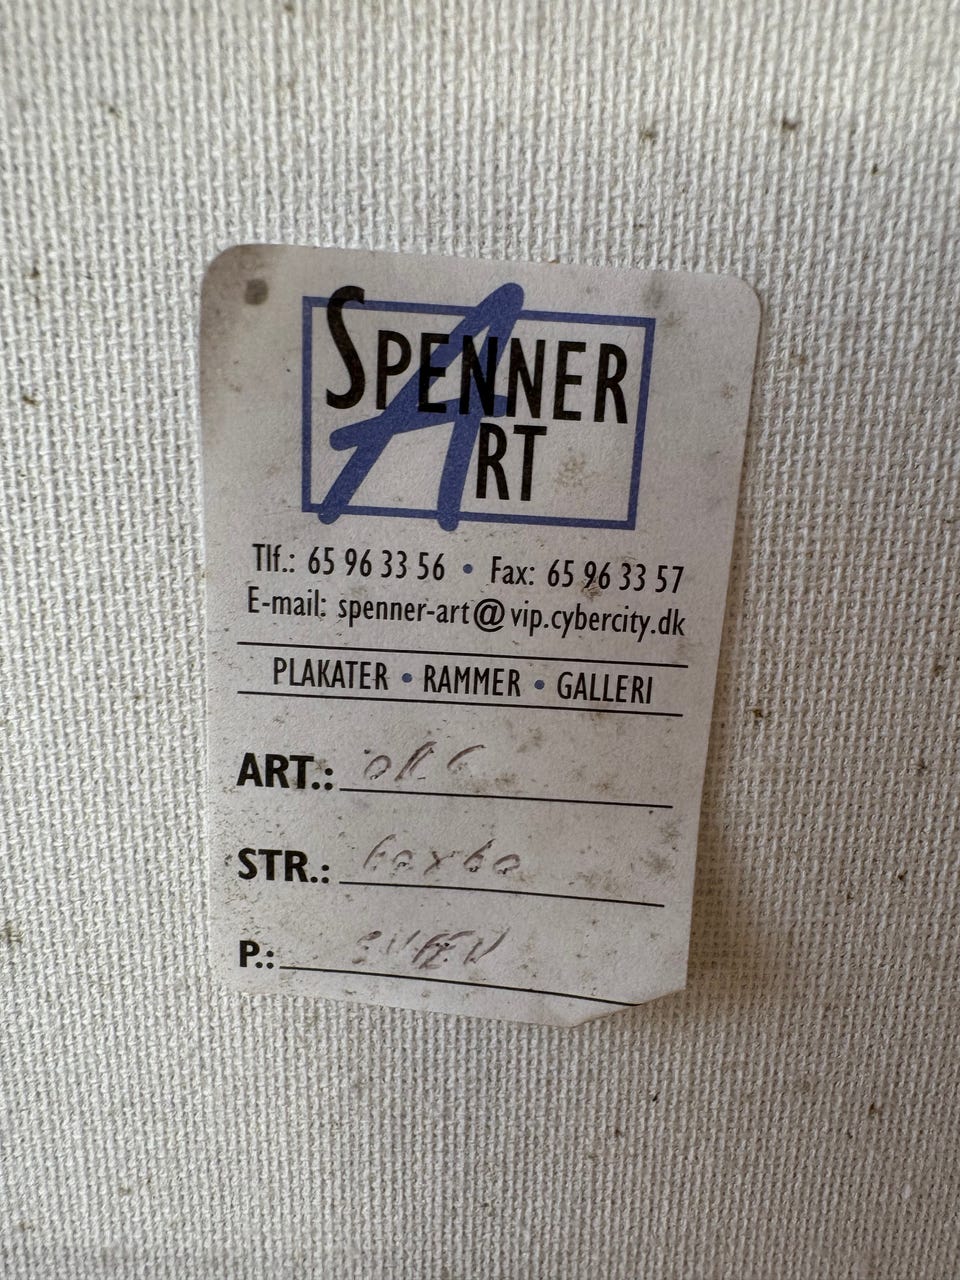 SPENNER
ART
Tlf.: 65 96 33 56 • Fax: 65 96 33 57
E-mail: spenner-art@vip.cybercity.dk
PLAKATER • RAMMER • GALLERI
ART.:
STR.: 60x60
P.: